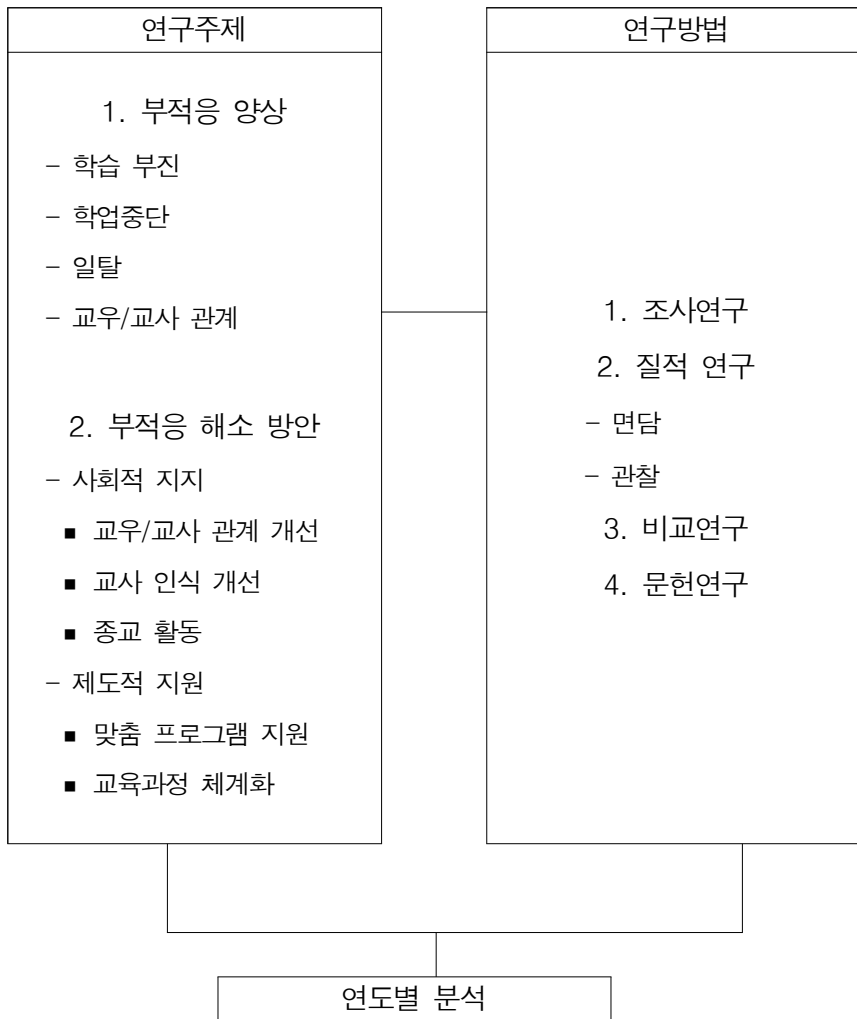 연구주제
1. 부적응 양상
- 학습 부진
- 학업중단
- 일탈
- 교우/교사 관계
2. 부적응 해소 방안
- 사회적 지지
■ 교우/교사 관계 개선
■ 교사 인식 개선
■ 종교 활동
- 제도적 지원
■ 맞춤 프로그램 지원
■ 교육과정 체계화
연구방법
1. 조사연구
2. 질적 연구
- 면담
- 관찰
3. 비교연구
4. 문헌연구
연도별 분석